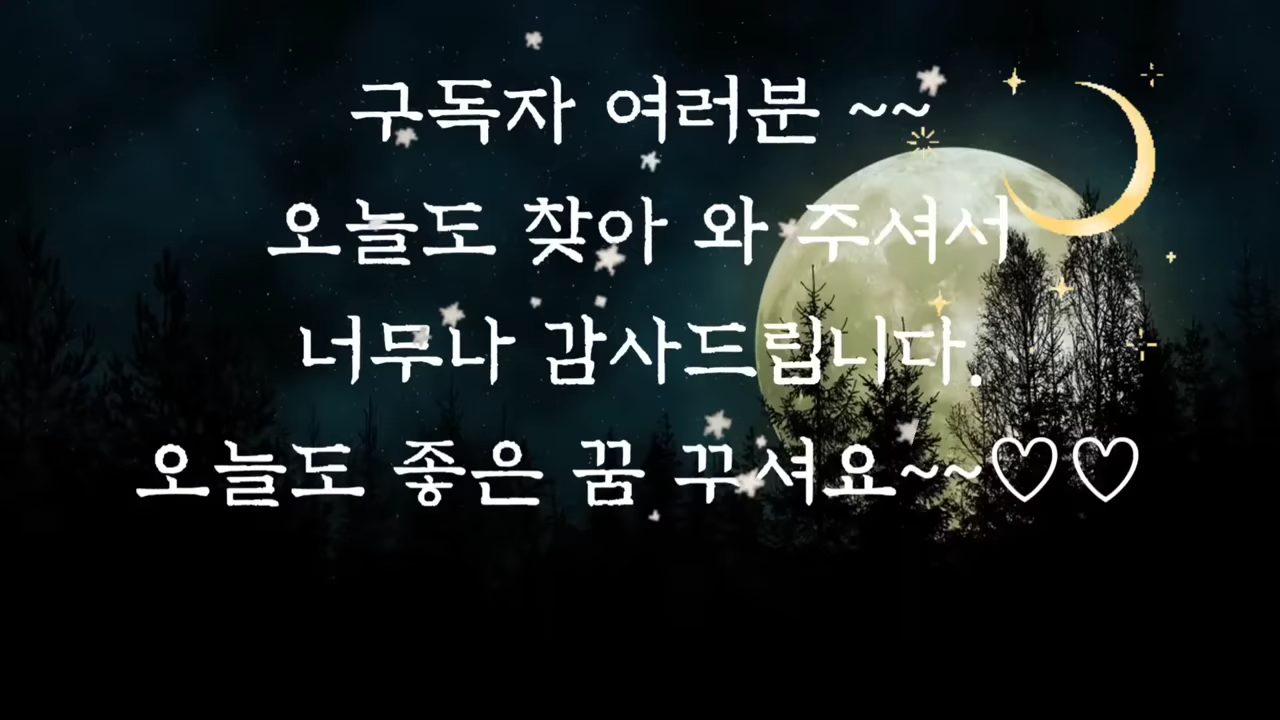 구독자 여러분 ~~
오늘도 찾아 와 주셔서
너무나 감사드립니다.
오늘도 좋은 꿈 꾸셔요~~♡♡